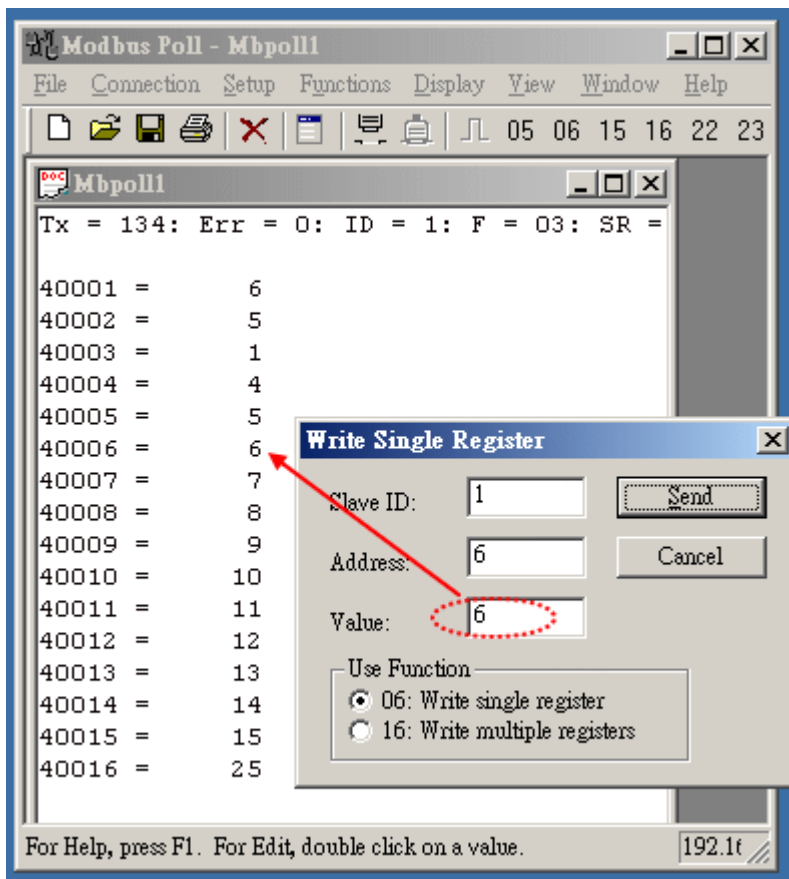 Modbus Poll - Mbpoll1
File Connection Setup Functions Display View Window Help
05 06 15 16 22 23
Mbpoll1
Tx = 134: Err = 0: ID = 1: F = 03: SR =
40001 = 6
40002 = 5
40003 = 1
40004 = 4
40005 = 5
40006 = 6
40007 = 7
40008 = 8
40009 = 9
40010 = 10
40011 = 11
40012 = 12
40013 = 13
40014 = 14
40015 = 15
40016 = 25
Write Single Register
Slave ID: 1 Send
Address: 6 Cancel
Value: 6
Use Function
06: Write single register
16: Write multiple registers
For Help, press F1. For Edit, double click on a value.